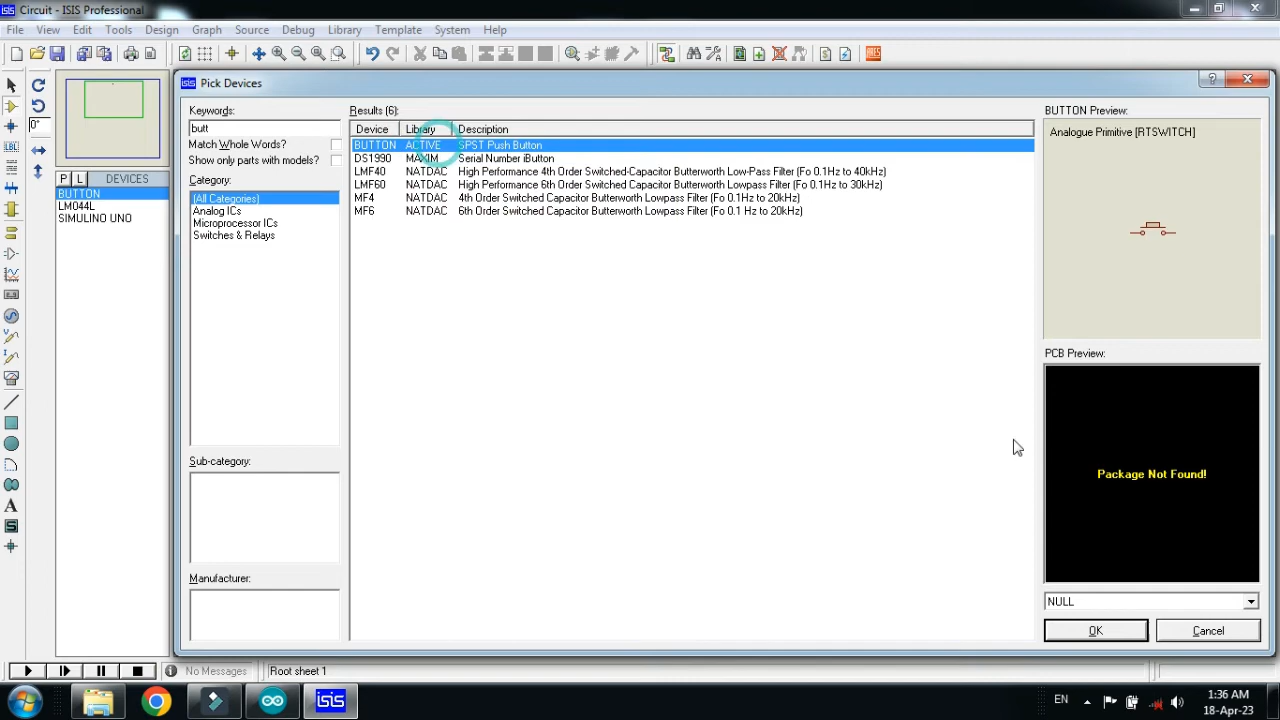 Circuit - ISIS Professional
File View Edit Tools Design Graph Source Debug Library Template System Help
Pick Devices
Keywords:
butt
Match Whole Words?
Show only parts with models?
Category:
(All Categories)
Analog ICs
Microprocessor ICs
Switches & Relays
Sub-category:
Manufacturer:
Results (6):
Device Library Description
BUTTON ACTIVE SPST Push Button
DS1990 MAXIM Serial Number iButton
LMF40 NATDAC High Performance 4th Order Switched-Capacitor Butterworth Low-Pass Filter (Fo 0.1Hz to 40kHz)
LMF60 NATDAC High Performance 6th Order Switched Capacitor Butterworth Lowpass Filter (Fo 0.1Hz to 30kHz)
MF4 NATDAC 4th Order Switched Capacitor Butterworth Lowpass Filter (Fo 0.1Hz to 20kHz)
MF6 NATDAC 6th Order Switched Capacitor Butterworth Lowpass Filter (Fo 0.1 Hz to 20kHz)
BUTTON Preview:
Analogue Primitive [RTSWITCH]
PCB Preview:
Package Not Found!
NULL
OK Cancel
0°
P L DEVICES
BUTTON
LM044L
SIMULINO UNO
LBL
A
S
ARES
No Messages Root sheet 1
isis
EN
1:36 AM
18-Apr-23